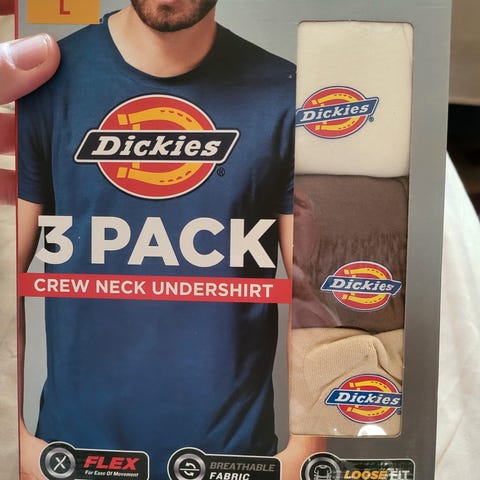 L
Dickies
®
3 PACK
CREW NECK UNDERSHIRT
Dickies
®
Dickies
Dickies
FLEX
For Ease Of Movement
BREATHABLE
FABRIC
LOOSE FIT